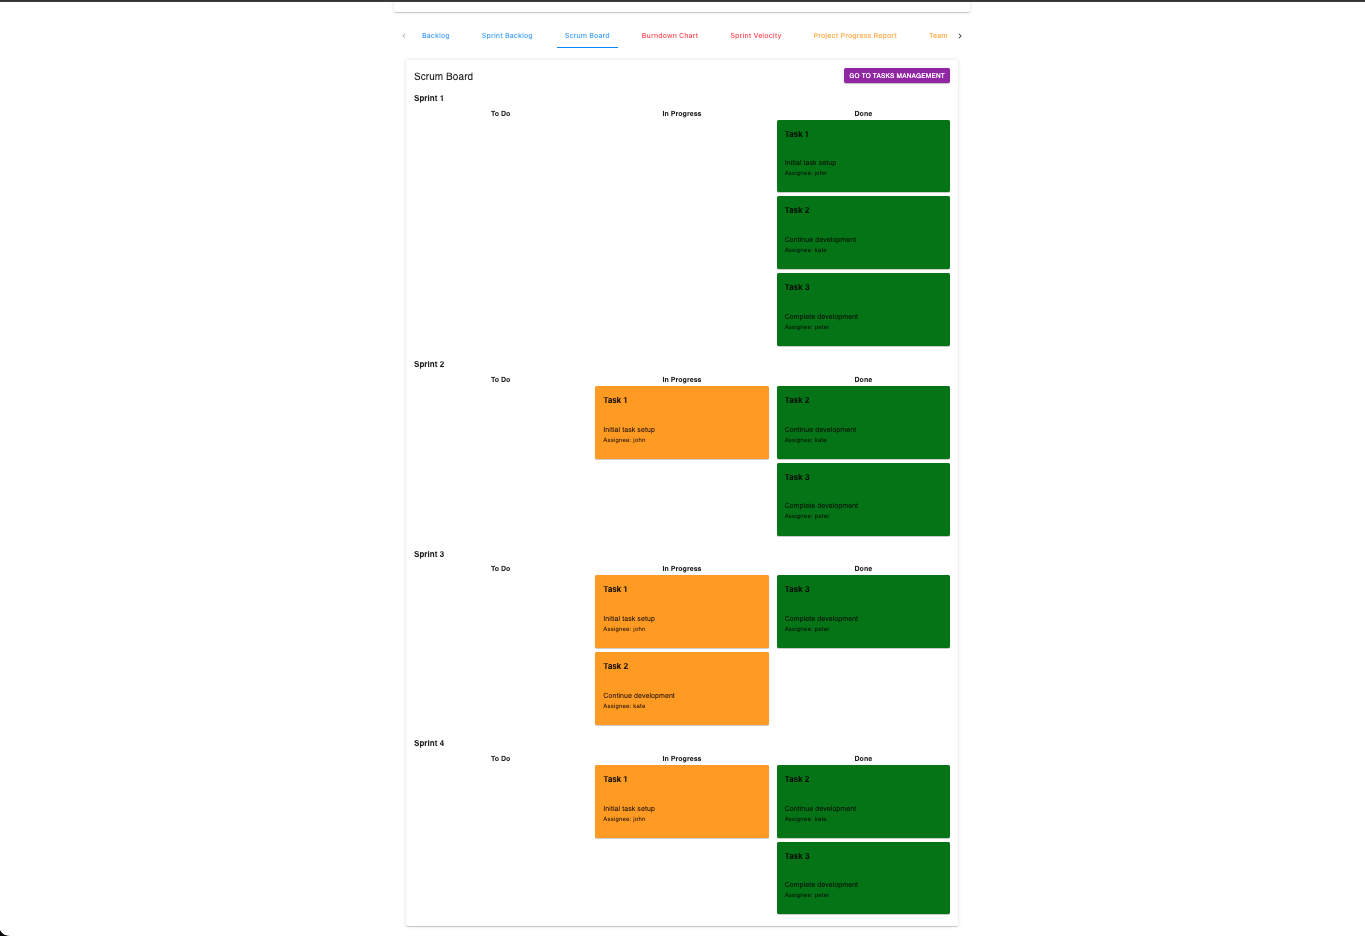 Backlog Sprint Backlog Scrum Board Burndown Chart Sprint Velocity Project Progress Report Team
Scrum Board GO TO TASKS MANAGEMENT
Sprint 1
To Do In Progress Done
Task 1
Initial task setup
Assignee: john
Task 2
Continue development
Assignee: kate
Task 3
Complete development
Assignee: peter
Sprint 2
To Do In Progress Done
Task 1
Initial task setup
Assignee: john
Task 2
Continue development
Assignee: kate
Task 3
Complete development
Assignee: peter
Sprint 3
To Do In Progress Done
Task 1
Initial task setup
Assignee: john
Task 2
Continue development
Assignee: kate
Task 3
Complete development
Assignee: peter
Sprint 4
To Do In Progress Done
Task 1
Initial task setup
Assignee: john
Task 2
Continue development
Assignee: kate
Task 3
Complete development
Assignee: peter